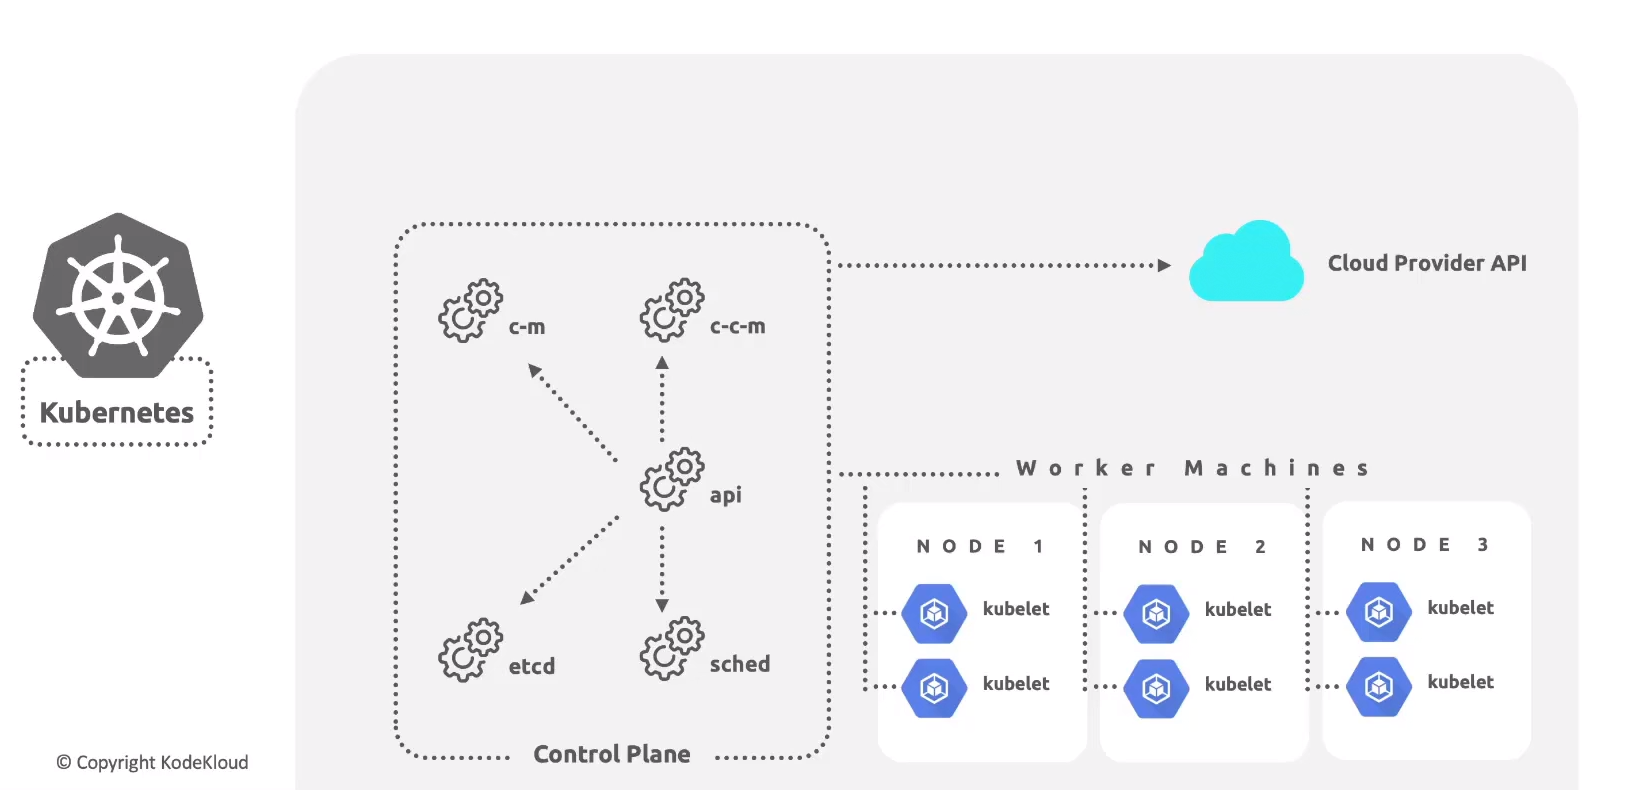 Kubernetes
Cloud Provider API
c-m
c-c-m
api
etcd
sched
Control Plane
Worker Machines
NODE 1
kubelet
kubelet
NODE 2
kubelet
kubelet
NODE 3
kubelet
kubelet
© Copyright KodeKloud